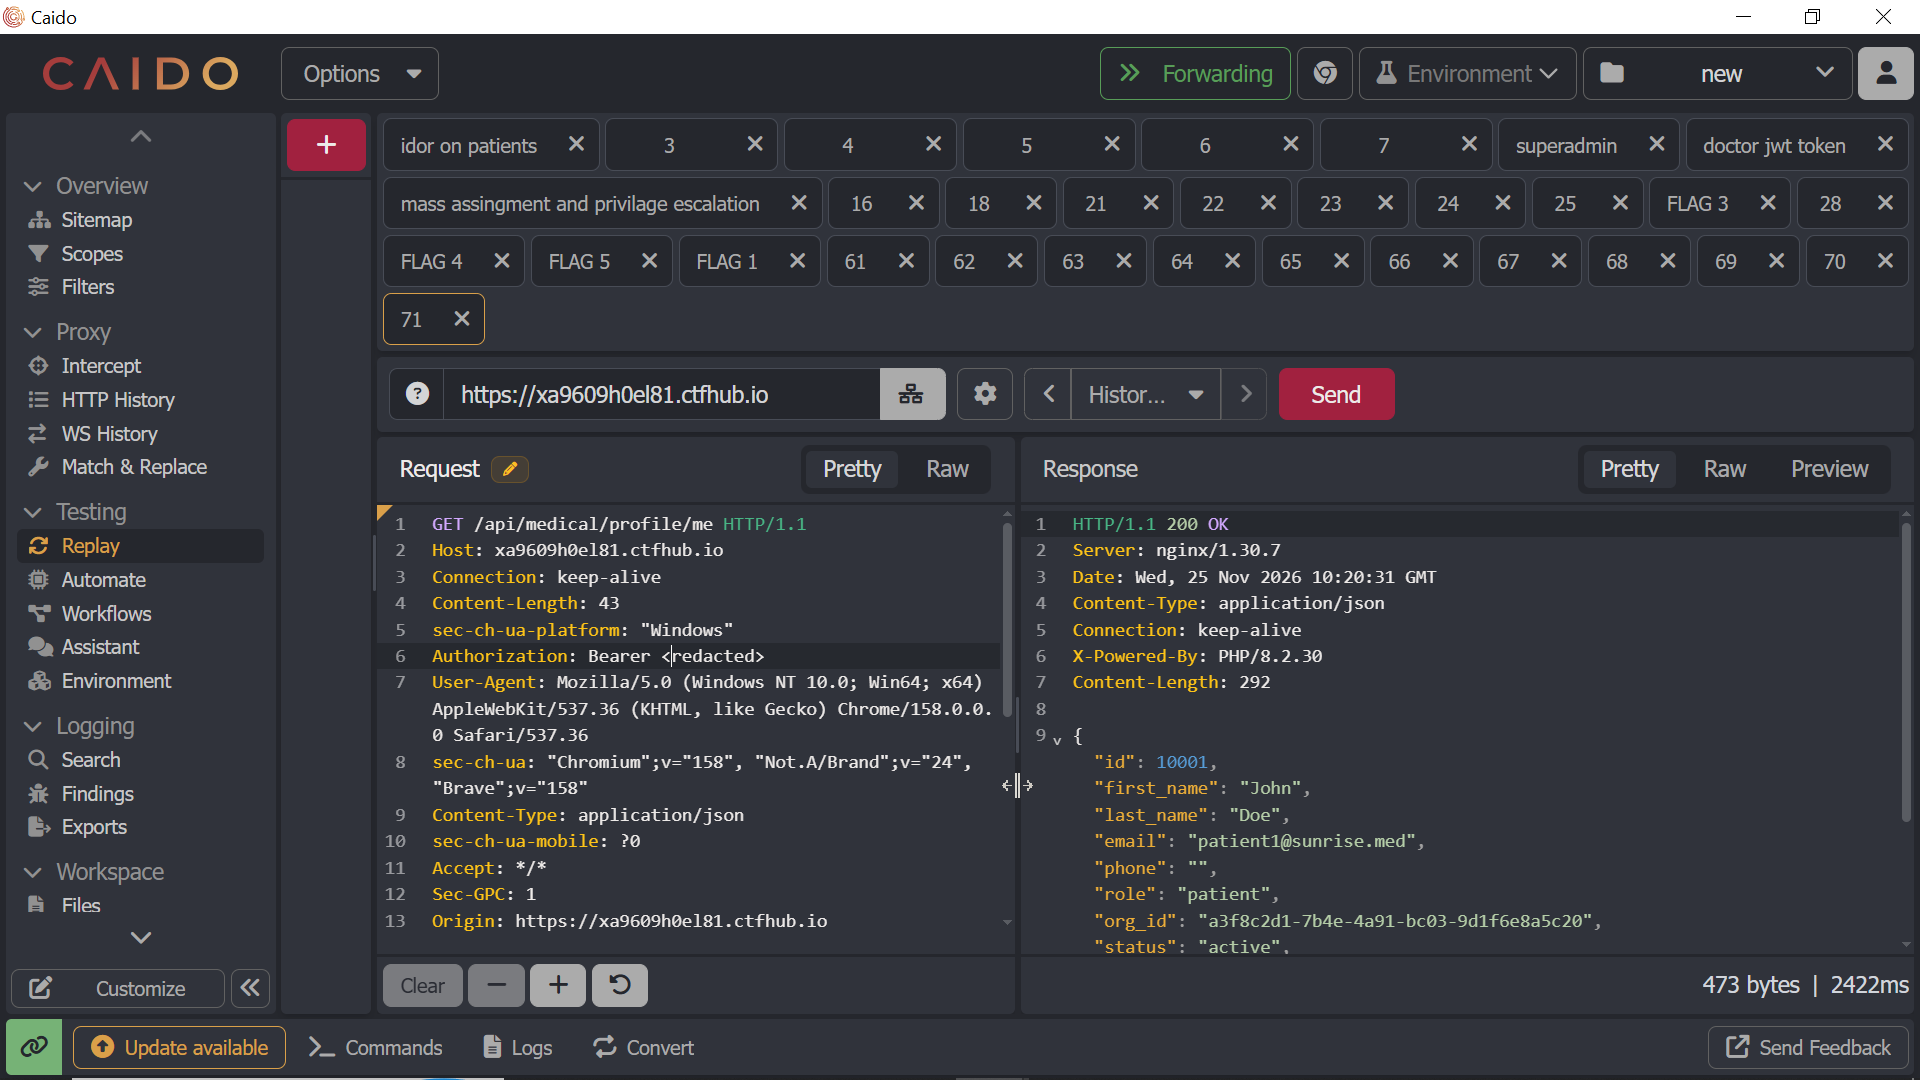 Caido
CAIDO
Options
Forwarding
Environment
new
idor on patients
3
4
5
6
7
superadmin
doctor jwt token
mass assingment and privilage escalation
16
18
21
22
23
24
25
FLAG 3
28
FLAG 4
FLAG 5
FLAG 1
61
62
63
64
65
66
67
68
69
70
71
Overview
Sitemap
Scopes
Filters
Proxy
Intercept
HTTP History
WS History
Match & Replace
Testing
Replay
Automate
Workflows
Assistant
Environment
Logging
Search
Findings
Exports
Workspace
Files
Customize
https://xa9609h0el81.ctfhub.io
Histor...
Send
Request
Pretty
Raw
1 GET /api/medical/profile/me HTTP/1.1
2 Host: xa9609h0el81.ctfhub.io
3 Connection: keep-alive
4 Content-Length: 43
5 sec-ch-ua-platform: "Windows"
6 Authorization: Bearer <redacted>
7 User-Agent: Mozilla/5.0 (Windows NT 10.0; Win64; x64)
AppleWebKit/537.36 (KHTML, like Gecko) Chrome/158.0.0.
0 Safari/537.36
8 sec-ch-ua: "Chromium";v="158", "Not.A/Brand";v="24",
"Brave";v="158"
9 Content-Type: application/json
10 sec-ch-ua-mobile: ?0
11 Accept: */*
12 Sec-GPC: 1
13 Origin: https://xa9609h0el81.ctfhub.io
Clear
Response
Pretty
Raw
Preview
1 HTTP/1.1 200 OK
2 Server: nginx/1.30.7
3 Date: Wed, 25 Nov 2026 10:20:31 GMT
4 Content-Type: application/json
5 Connection: keep-alive
6 X-Powered-By: PHP/8.2.30
7 Content-Length: 292
8
9 {
"id": 10001,
"first_name": "John",
"last_name": "Doe",
"email": "patient1@sunrise.med",
"phone": "",
"role": "patient",
"org_id": "a3f8c2d1-7b4e-4a91-bc03-9d1f6e8a5c20",
"status": "active",
473 bytes | 2422ms
Update available
Commands
Logs
Convert
Send Feedback